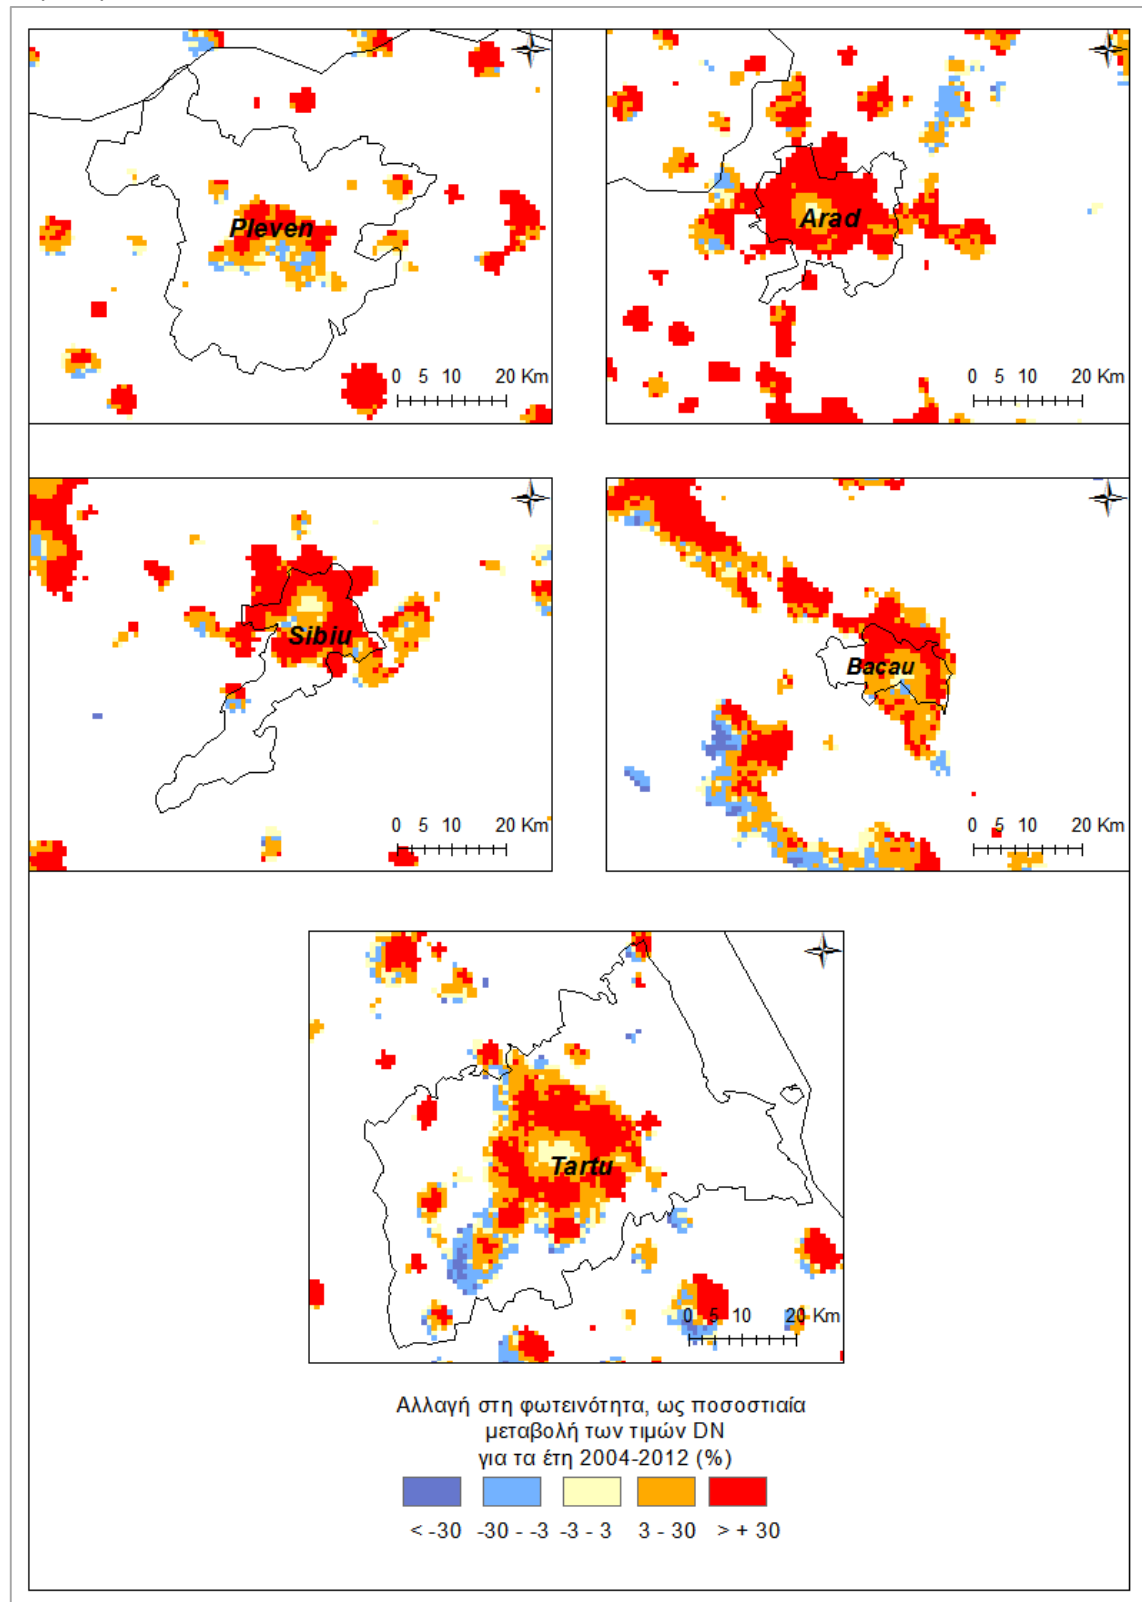 Pleven
0 5 10 20 Km
Arad
0 5 10 20 Km
Sibiu
0 5 10 20 Km
Bacau
0 5 10 20 Km
Tartu
0 5 10 20 Km
Αλλαγή στη φωτεινότητα, ως ποσοστιαία
μεταβολή των τιμών DN
για τα έτη 2004-2012 (%)
< -30 -30 - -3 -3 - 3 3 - 30 > + 30